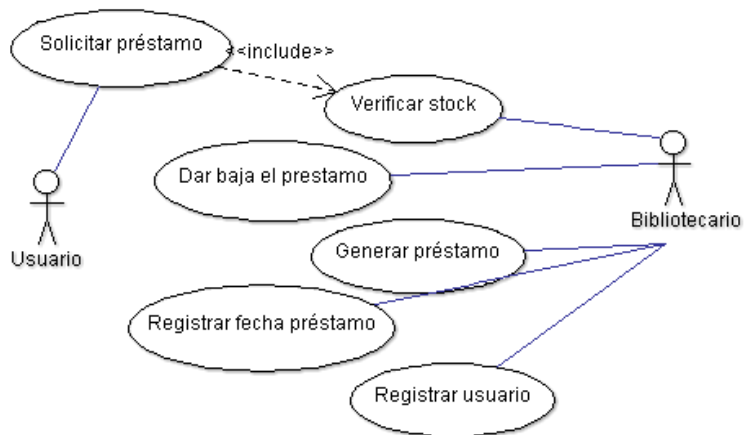 Solicitar préstamo
<<include>>
Verificar stock
Dar baja el prestamo
Usuario
Bibliotecario
Generar préstamo
Registrar fecha préstamo
Registrar usuario